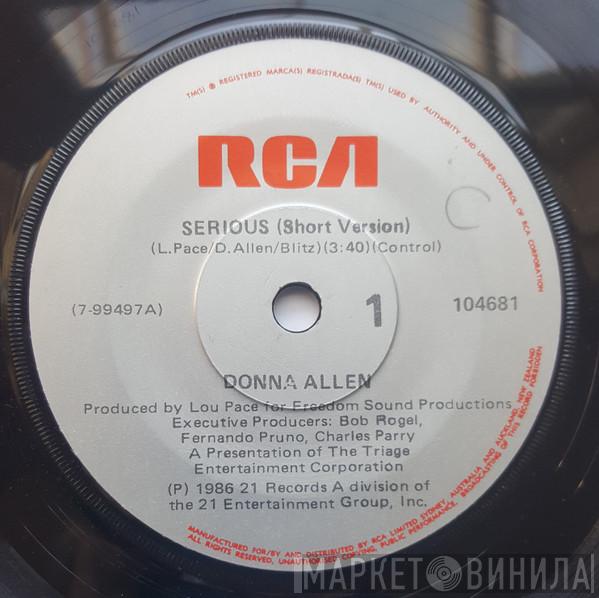 TM(S) ® REGISTERED MARCA(S) REGISTRADA(S) TM(S) USED BY AUTHORITY AND UNDER CONTROL OF RCA CORPORATION
RCA
C
SERIOUS (Short Version)
(L.Pace/D.Allen/Blitz)(3:40)(Control)
(7-99497A)
1
104681
DONNA ALLEN
Produced by Lou Pace for Freedom Sound Productions
Executive Producers: Bob Rogel,
Fernando Pruno, Charles Parry
A Presentation of The Triage
Entertainment Corporation
(P) 1986 21 Records A division of
the 21 Entertainment Group, Inc.
MANUFACTURED FOR/BY AND DISTRIBUTED BY RCA LIMITED SYDNEY, AUSTRALIA AND AUCKLAND, NEW ZEALAND
ALL RIGHTS RESERVED, UNAUTHORISED COPYING, PUBLIC PERFORMANCE, BROADCASTING OF THIS RECORD FORBIDDEN
МАРКЕТ ВИНИЛА